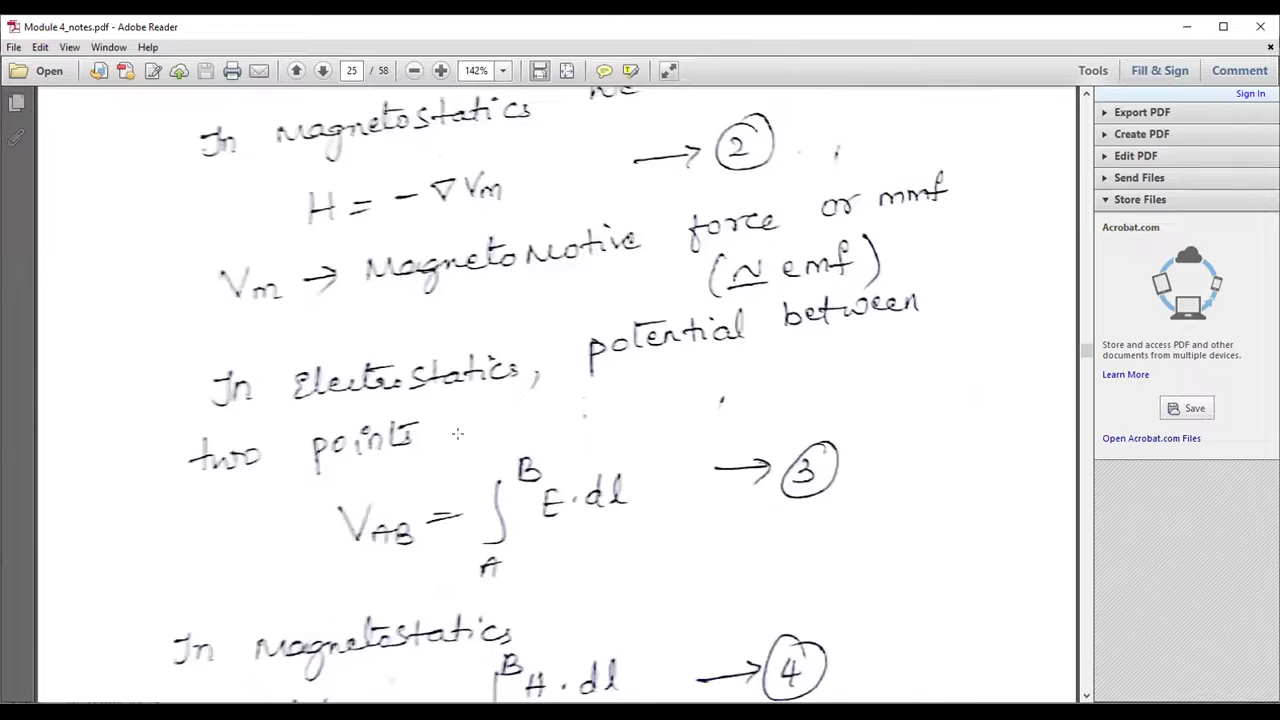 Module 4_notes.pdf - Adobe Reader
File Edit View Window Help
Open 25 / 58 142% Tools Fill & Sign Comment
Sign In
Export PDF
Create PDF
Edit PDF
Send Files
Store Files
Acrobat.com
Store and access PDF and other
documents from multiple devices.
Learn More
Save
Open Acrobat.com Files
In Magnetostatics
H = - ∇ Vm → 2
Vm → Magneto Motive force or mmf
(~ emf)
In Electrostatics, potential between
two points
VAB = ∫ₐᴮ E · dl → 3
In Magnetostatics
∫ᴮ H · dl → 4